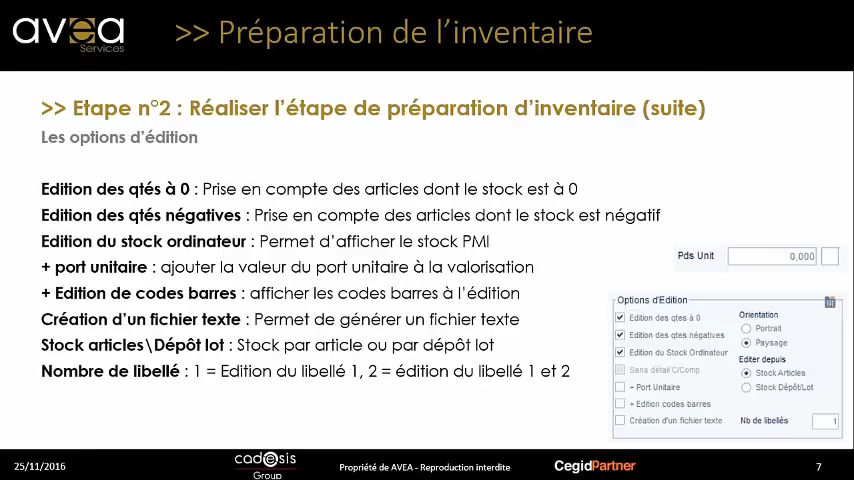 avea
Services
>> Préparation de l'inventaire
>> Etape n°2 : Réaliser l'étape de préparation d'inventaire (suite)
Les options d'édition
Edition des qtés à 0 : Prise en compte des articles dont le stock est à 0
Edition des qtés négatives : Prise en compte des articles dont le stock est négatif
Edition du stock ordinateur : Permet d'afficher le stock PMI
+ port unitaire : ajouter la valeur du port unitaire à la valorisation
+ Edition de codes barres : afficher les codes barres à l'édition
Création d'un fichier texte : Permet de générer un fichier texte
Stock articles\Dépôt lot : Stock par article ou par dépôt lot
Nombre de libellé : 1 = Edition du libellé 1, 2 = édition du libellé 1 et 2
Pds Unit 0,000
Options d'Edition
Edition des qtes à 0
Edition des qtes négatives
Edition du Stock Ordinateur
Sans détail C/Comp
+ Port Unitaire
+ Edition codes barres
Création d'un fichier texte
Orientation
Portrait
Paysage
Editer depuis
Stock Articles
Stock Dépôt/Lot
Nb de libellés 1
25/11/2016
cadesis
Group
Propriété de AVEA - Reproduction interdite
CegidPartner
7